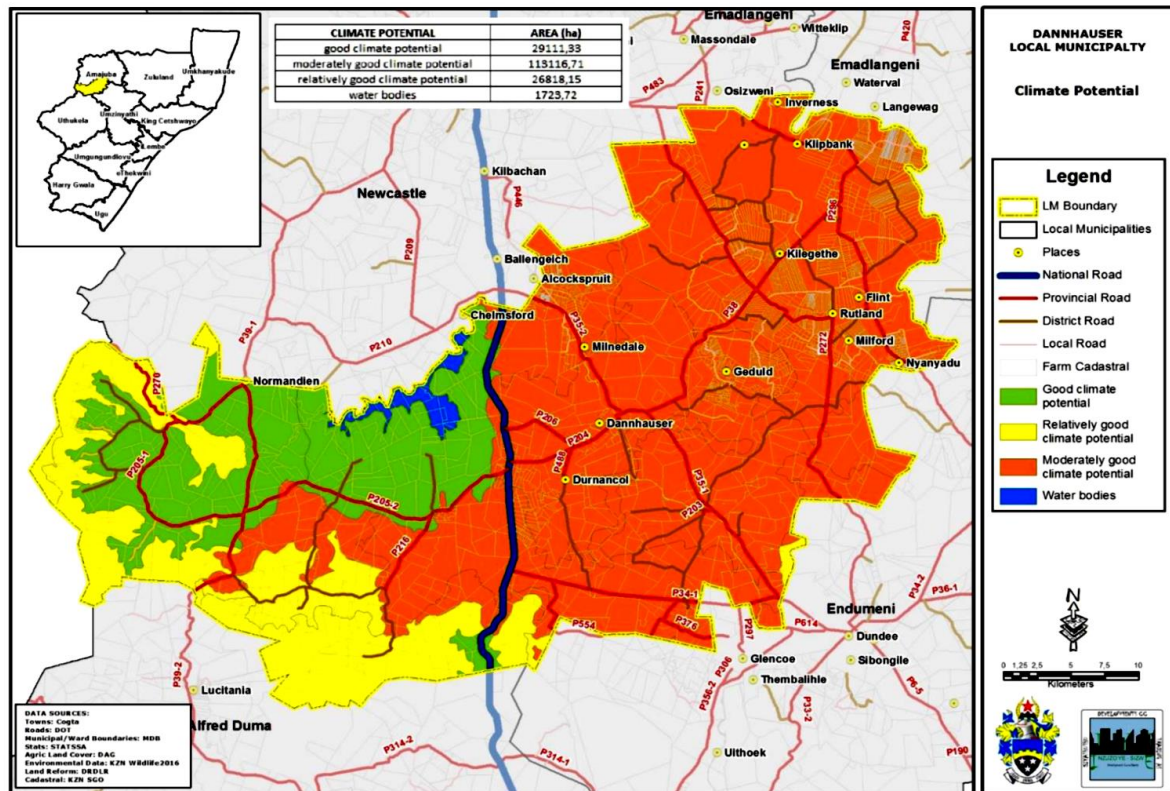 DANNHAUSER
LOCAL MUNICIPALTY
Climate Potential
CLIMATE POTENTIAL AREA (ha)
good climate potential 29111,33
moderately good climate potential 113116,71
relatively good climate potential 26818,15
water bodies 1723,72
Amajuba
Zululand
Umkhanyakude
Uthukela
Umzinyathi
King Cetshwayo
Umgungundlovu
iLembe
eThekwini
Harry Gwala
Ugu
Emadlangeni
Witteklip
Massondale
P420
P483
P241
Emadlangeni
Osizweni
Waterval
Inverness
Langewag
Klipbank
Kilbachan
Newcastle
P446
P296
P209
Kilegethe
Ballengeich
Alcockspruit
Flint
P39-1
Chelmsford
P38
Rutland
P210
P35-2
P272
Milnedale
Milford
Nyanyadu
P270
Normandien
Geduld
P206
Dannhauser
P204
P205-1
P488
Durnancol
P205-2
P35-1
P203
P216
P34-1
P34-2
P36-1
Endumeni
P554
P376
P297
P614
Dundee
Glencoe
Sibongile
P306
P39-2
Thembalihle
Lucitania
P356-2
P33-2
P6-5
Alfred Duma
P314-2
P314-1
Uithoek
P190
Legend
LM Boundary
Local Municipalities
Places
National Road
Provincial Road
District Road
Local Road
Farm Cadastral
Good climate
potential
Relatively good
climate potential
Moderately good
climate potential
Water bodies
N
0 1,25 2,5 5 7,5 10
Kilometers
DATA SOURCES:
Towns: Cogta
Roads: DOT
Municipal/Ward Boundaries: MDB
Stats: STATSSA
Agric Land Cover: DAG
Environmental Data: KZN Wildlife2016
Land Reform: DRDLR
Cadastral: KZN SGO